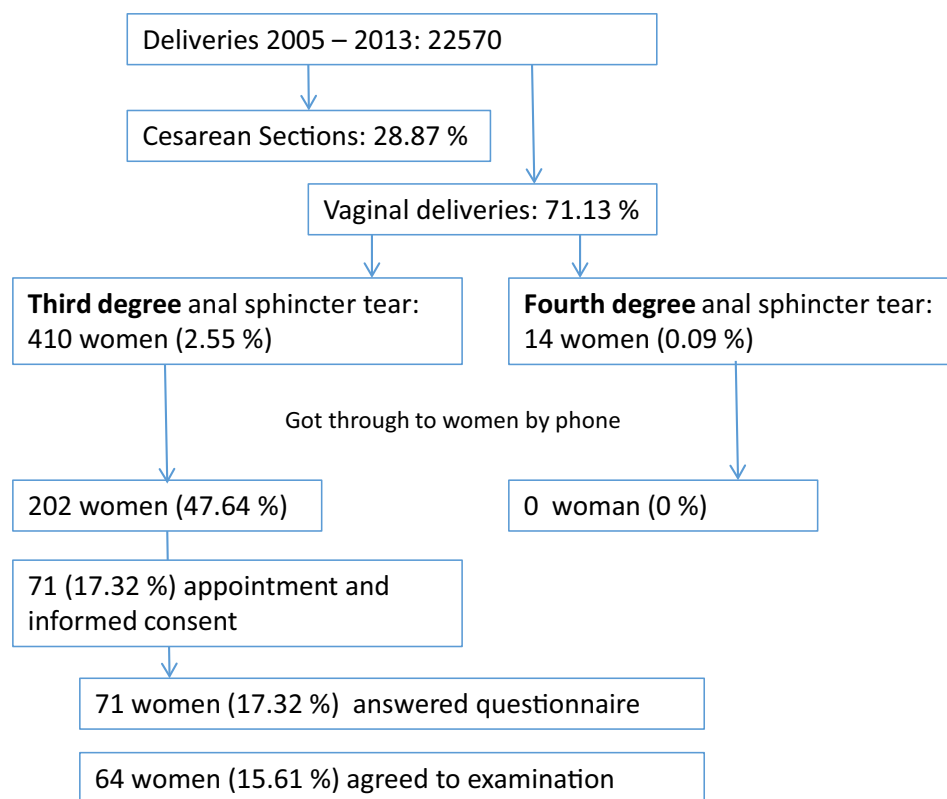 Deliveries 2005 – 2013: 22570
Cesarean Sections: 28.87 %
Vaginal deliveries: 71.13 %
Third degree anal sphincter tear:
410 women (2.55 %)
Fourth degree anal sphincter tear:
14 women (0.09 %)
Got through to women by phone
202 women (47.64 %)
0 woman (0 %)
71 (17.32 %) appointment and
informed consent
71 women (17.32 %) answered questionnaire
64 women (15.61 %) agreed to examination